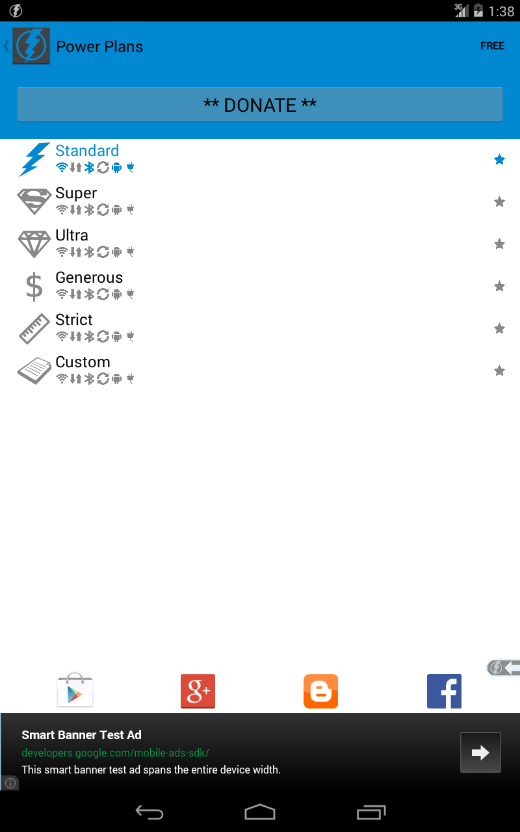 3G 1:38
Power Plans
FREE
** DONATE **
Standard
Super
Ultra
Generous
Strict
Custom
Smart Banner Test Ad
developers.google.com/mobile-ads-sdk/
This smart banner test ad spans the entire device width.